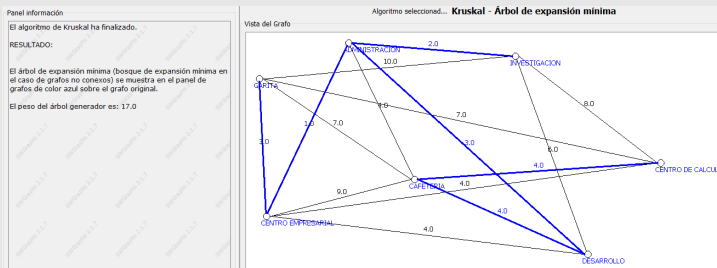 Panel información
El algoritmo de Kruskal ha finalizado.
RESULTADO:
El árbol de expansión mínima (bosque de expansión mínima en
el caso de grafos no conexos) se muestra en el panel de
grafos de color azul sobre el grafo original.
El peso del árbol generador es: 17.0
Algoritmo seleccionad... Kruskal - Árbol de expansión mínima
Vista del Grafo
2.0
ADMINISTRACION
10.0
INVESTIGACION
GARITA
8.0
4.0
7.0
1.0
7.0
3.0
3.0
6.0
4.0
CENTRO DE CALCUL
CAFETERIA
4.0
9.0
4.0
CENTRO EMPRESARIAL
4.0
DESARROLLO